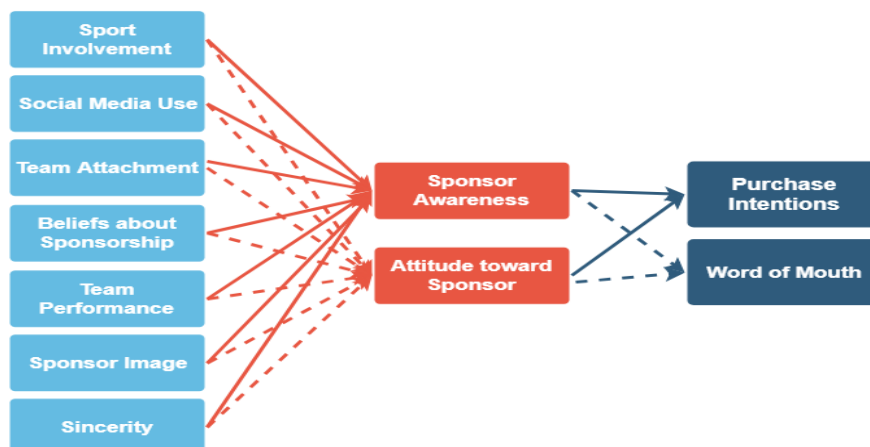 Sport
Involvement
Social Media Use
Team Attachment
Beliefs about
Sponsorship
Team
Performance
Sponsor Image
Sincerity
Sponsor
Awareness
Attitude toward
Sponsor
Purchase
Intentions
Word of Mouth